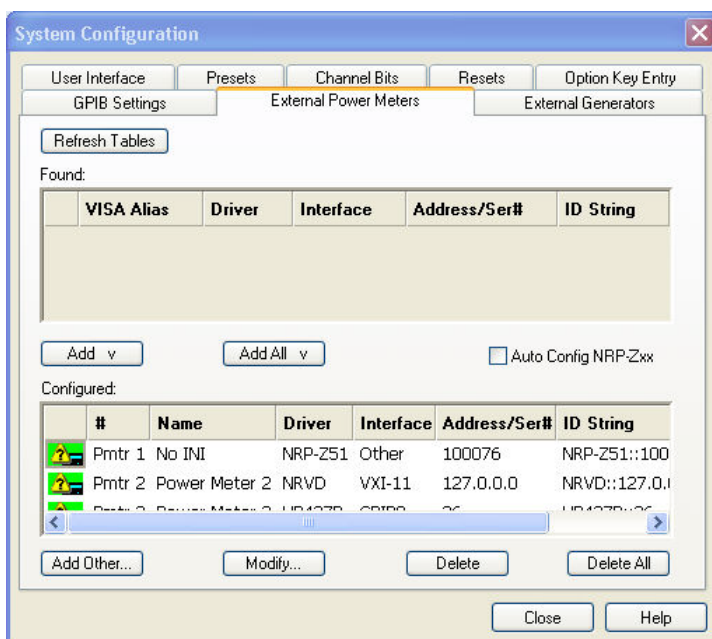 System Configuration
User Interface Presets Channel Bits Resets Option Key Entry
GPIB Settings External Power Meters External Generators
Refresh Tables
Found:
VISA Alias Driver Interface Address/Ser# ID String
Add v Add All v Auto Config NRP-Zxx
Configured:
# Name Driver Interface Address/Ser# ID String
Pmtr 1 No INI NRP-Z51 Other 100076 NRP-Z51::100
Pmtr 2 Power Meter 2 NRVD VXI-11 127.0.0.0 NRVD::127.0.
Add Other... Modify... Delete Delete All
Close Help